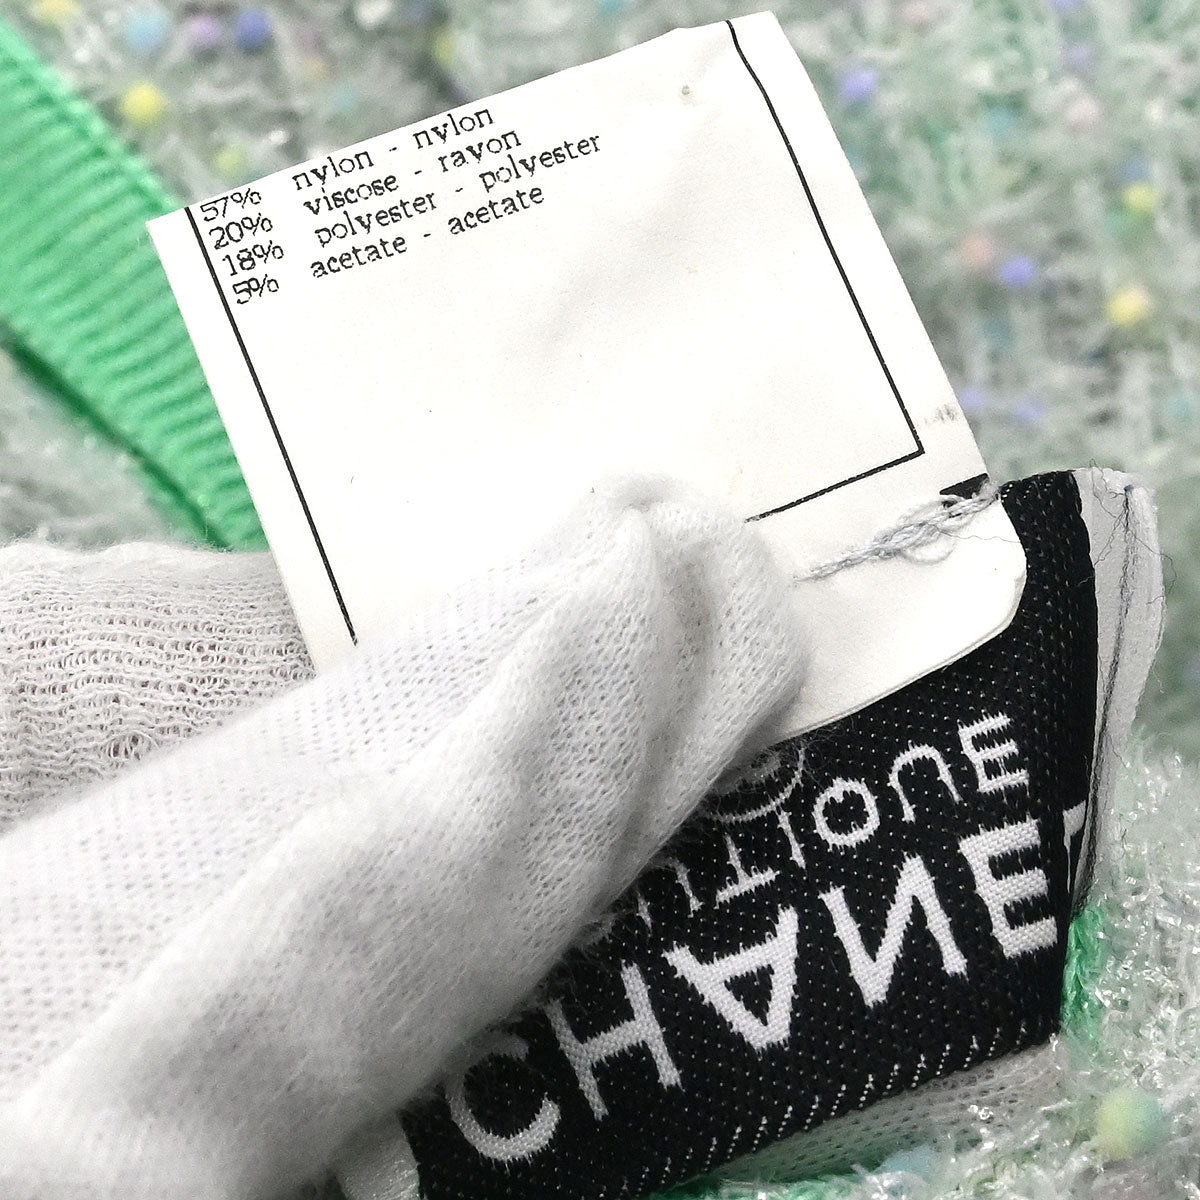 57% nylon - nylon
20% viscose - rayon
18% polyester - polyester
5% acetate - acetate
CHANEL